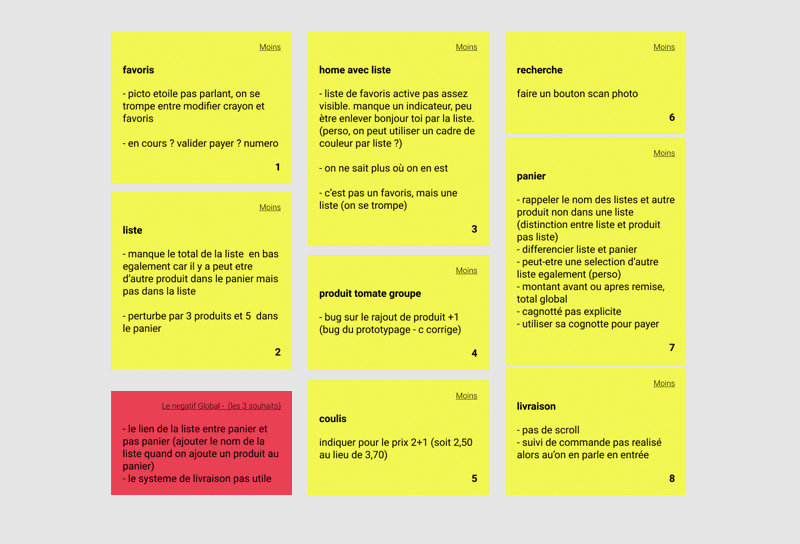 Moins
favoris
- picto etoile pas parlant, on se
trompe entre modifier crayon et
favoris
- en cours ? valider payer ? numero
1
Moins
liste
- manque le total de la liste  en bas
egalement car il y a peut etre
d'autre produit dans le panier mais
pas dans la liste
- perturbe par 3 produits et 5  dans
le panier
2
Le negatif Global -  (les 3 souhaits)
- le lien de la liste entre panier et
pas panier (ajouter le nom de la
liste quand on ajoute un produit au
panier)
- le systeme de livraison pas utile
Moins
home avec liste
- liste de favoris active pas assez
visible. manque un indicateur, peu
ètre enlever bonjour toi par la liste.
(perso, on peut utiliser un cadre de
couleur par liste ?)
- on ne sait plus où on en est
- c'est pas un favoris, mais une
liste (on se trompe)
3
Moins
produit tomate groupe
- bug sur le rajout de produit +1
(bug du prototypage - c corrige)
4
Moins
coulis
indiquer pour le prix 2+1 (soit 2,50
au lieu de 3,70)
5
Moins
recherche
faire un bouton scan photo
6
Moins
panier
- rappeler le nom des listes et autre
produit non dans une liste
(distinction entre liste et produit
pas liste)
- differencier liste et panier
- peut-etre une selection d'autre
liste egalement (perso)
- montant avant ou apres remise,
total global
- cagnotté pas explicite
- utiliser sa cognotte pour payer
7
Moins
livraison
- pas de scroll
- suivi de commande pas realisé
alors au'on en parle en entrée
8